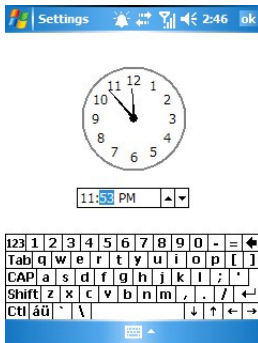 Settings 2:46 ok
11 12 1
10 2
9 3
8 4
7 6 5
11:53 PM
123 1 2 3 4 5 6 7 8 9 0 - =
Tab q w e r t y u i o p [ ]
CAP a s d f g h j k l ; '
Shift z x c v b n m , . /
Ctl áü ` \